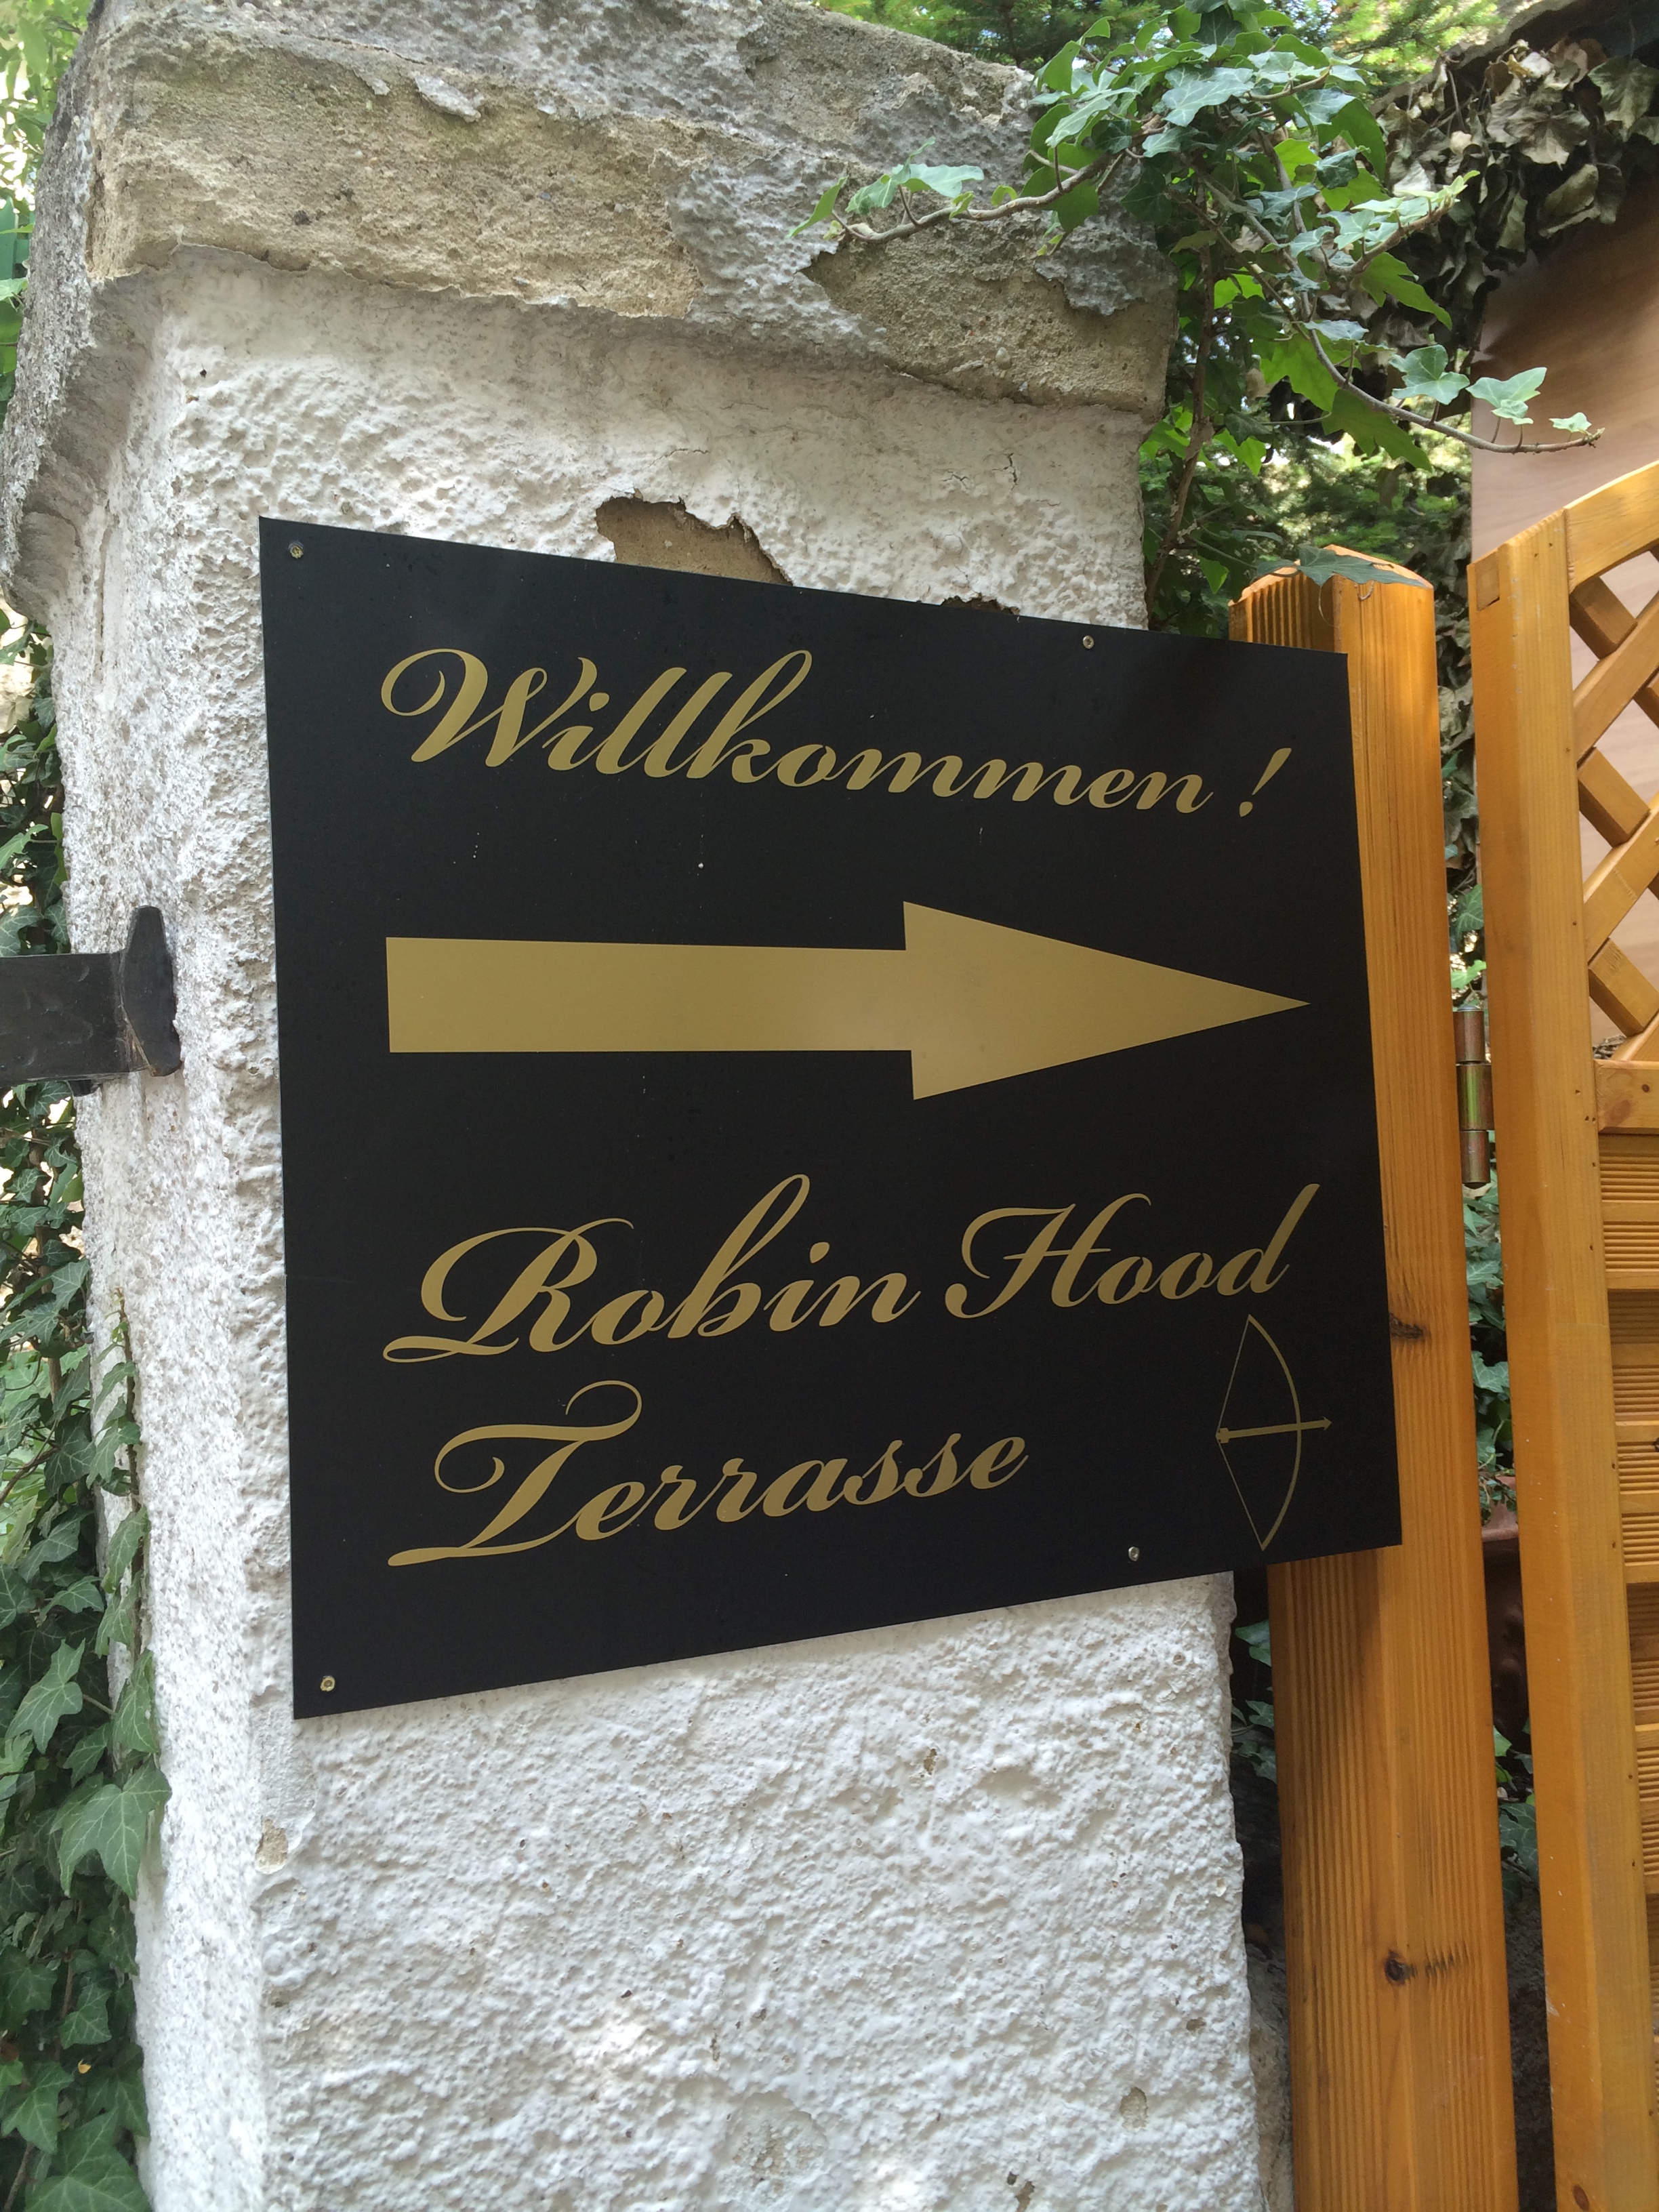 Willkommen !
Robin Hood
Terrasse